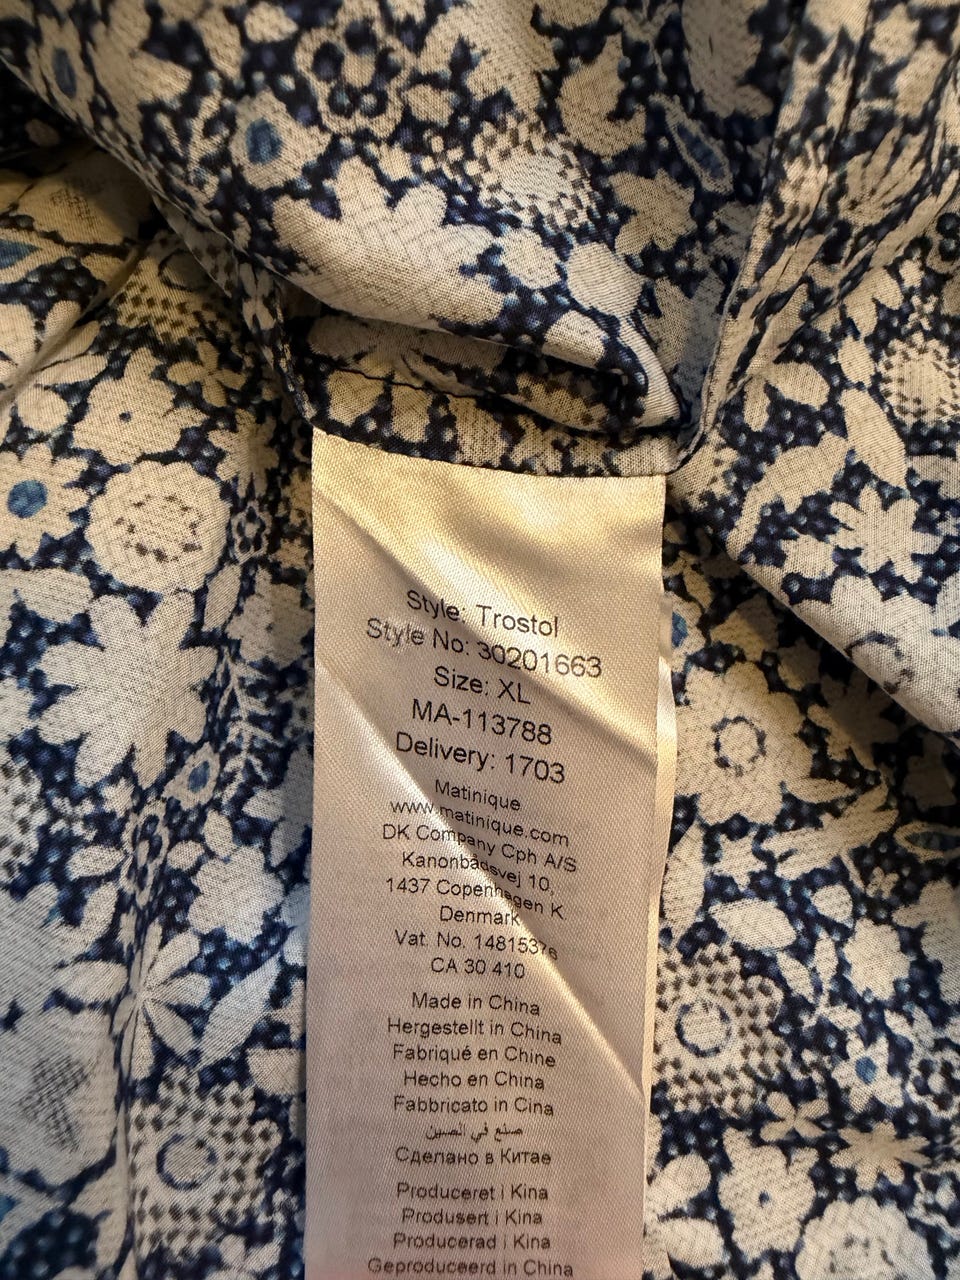 Style: Trostol
Style No: 30201663
Size: XL
MA-113788
Delivery: 1703
Matinique
www.matinique.com
DK Company Cph A/S
Kanonbådsvej 10,
1437 Copenhagen K
Denmark
Vat. No.
CA 30 410
Made in China
Hergestellt in China
Fabriqué en Chine
Hecho en China
Fabbricato in Cina
صنع في الصين
Сделано в Китае
Produceret i Kina
Produsert i Kina
Producerad i Kina
Geproduceerd in China